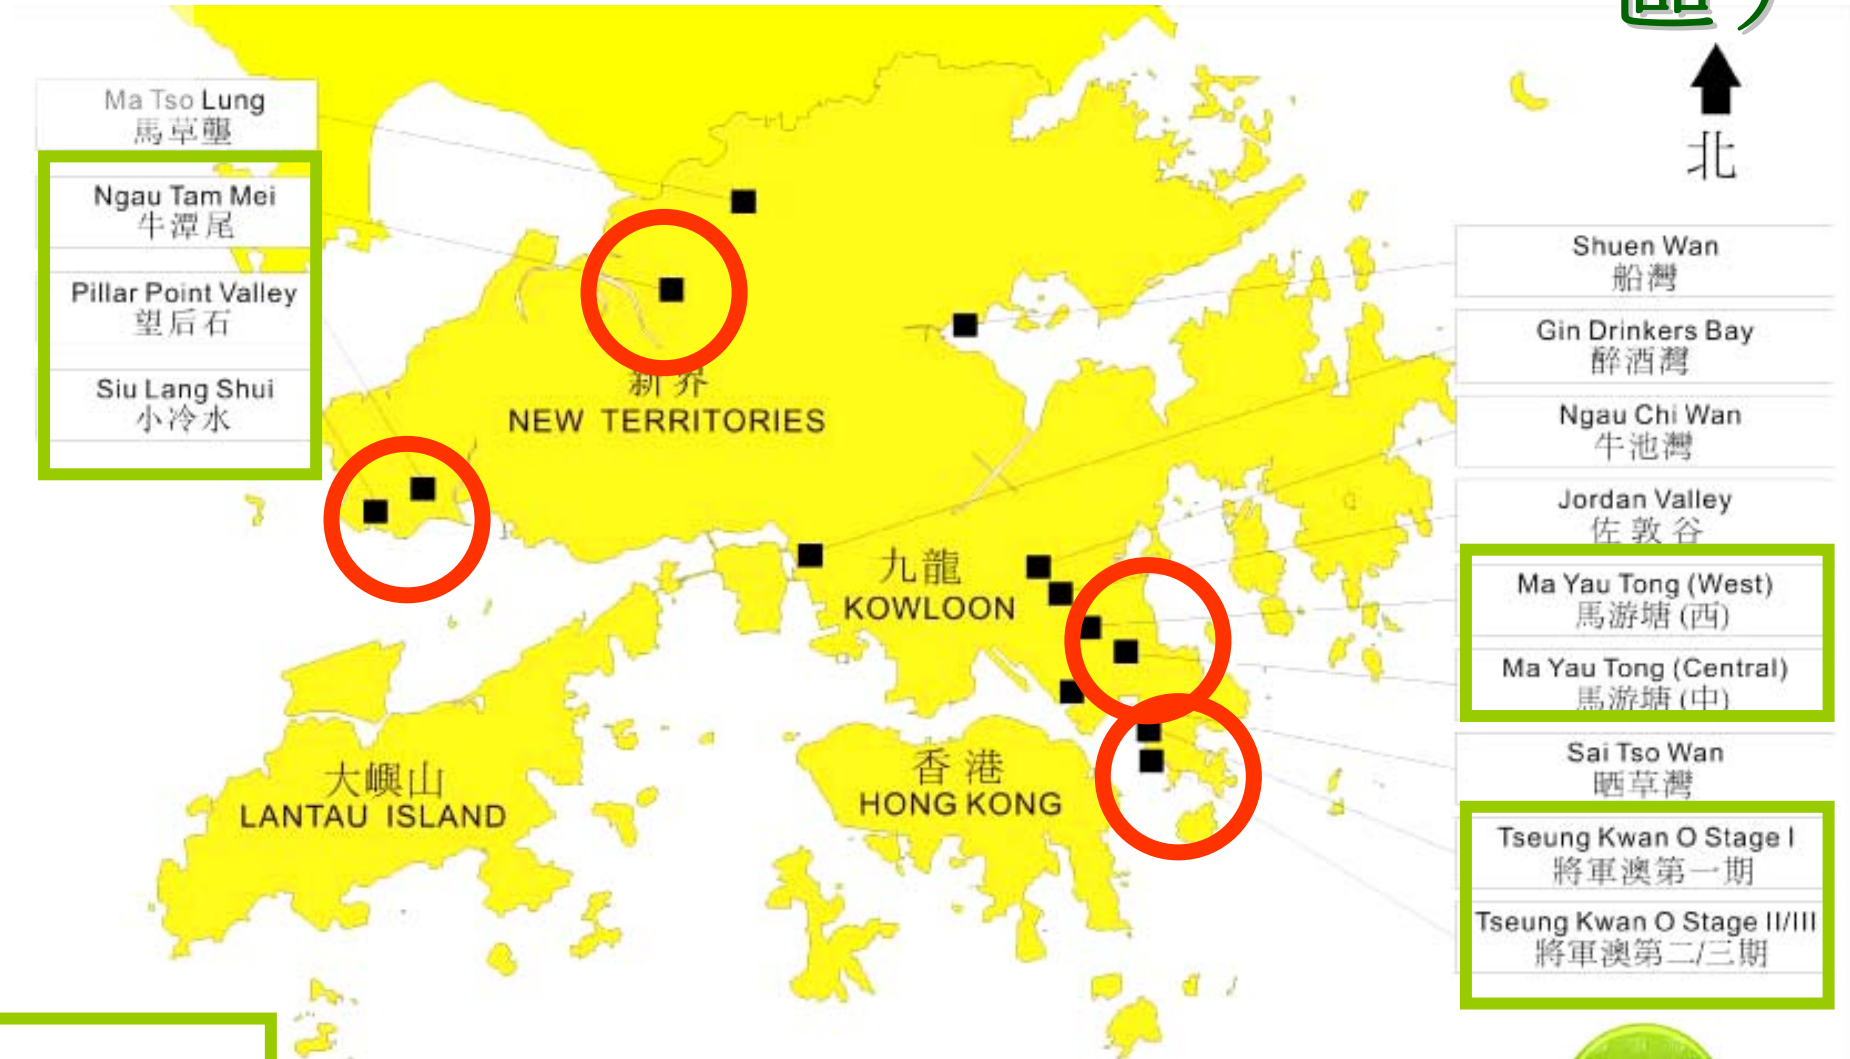 區)
北
Ma Tso Lung
馬草壟
Ngau Tam Mei
牛潭尾
Pillar Point Valley
望后石
Siu Lang Shui
小冷水
新界
NEW TERRITORIES
九龍
KOWLOON
大嶼山
LANTAU ISLAND
香港
HONG KONG
Shuen Wan
船灣
Gin Drinkers Bay
醉酒灣
Ngau Chi Wan
牛池灣
Jordan Valley
佐敦谷
Ma Yau Tong (West)
馬游塘(西)
Ma Yau Tong (Central)
馬游塘(中)
Sai Tso Wan
晒草灣
Tseung Kwan O Stage I
將軍澳第一期
Tseung Kwan O Stage II/III
將軍澳第二/三期